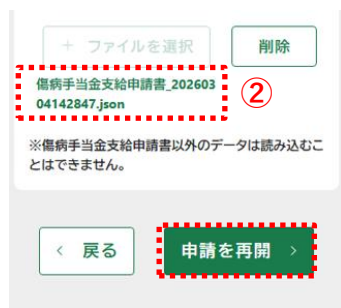 + ファイルを選択
削除
傷病手当金支給申請書_202603
04142847.json
②
※傷病手当金支給申請書以外のデータは読み込むこ
とはできません。
< 戻る
申請を再開 >